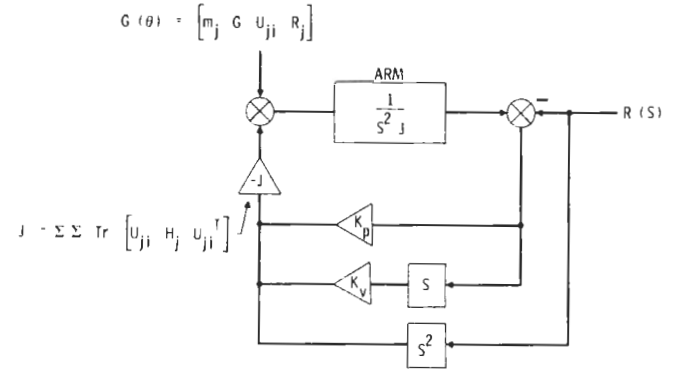 G (θ) = [m_j G U_ji R_j]
ARM
1
S² J
−
R (S)
-J
J = Σ Σ Tr [U_ji H_j U_ji^T]
K_p
K_v
S
S²